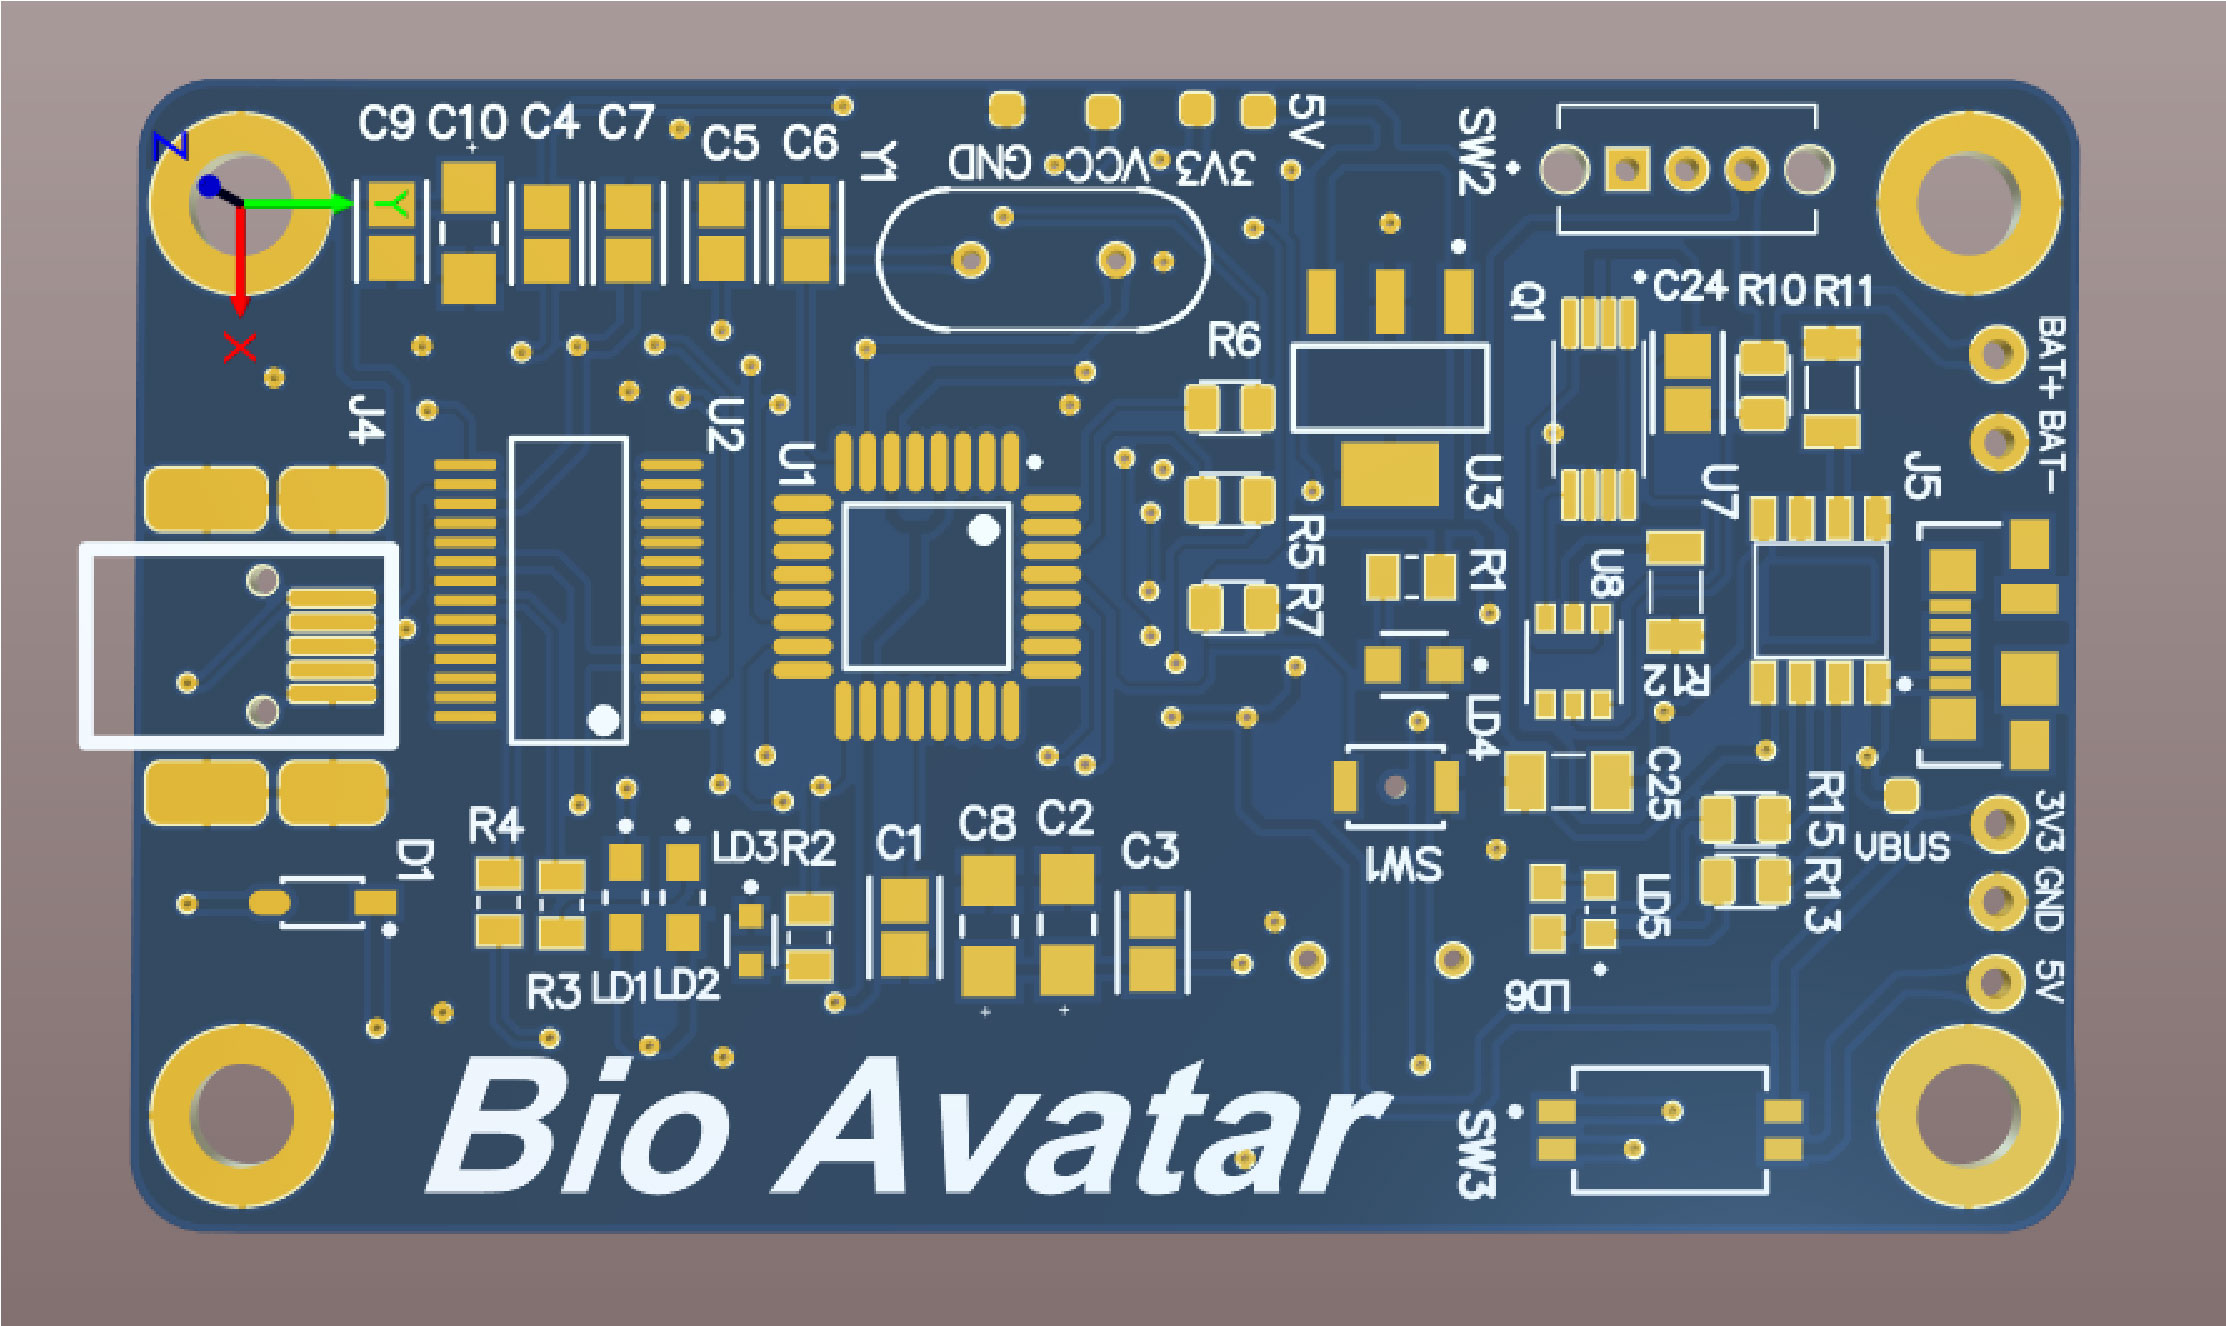 C9 C10 C4 C7
C5 C6
Y1
GND
VCC
3V3
5V
SW2
Z
Y
X
Q1
C24 R10 R11
BAT+
BAT-
R6
J4
U2
U1
U3
U7
J5
R5
R7
R1
U8
R12
LD4
C25
R15
R13
VBUS
3V3
GND
5V
SW1
R4
D1
LD3 R2
C1
C8
C2
C3
R3 LD1 LD2
LD5
LD6
SW3
Bio Avatar